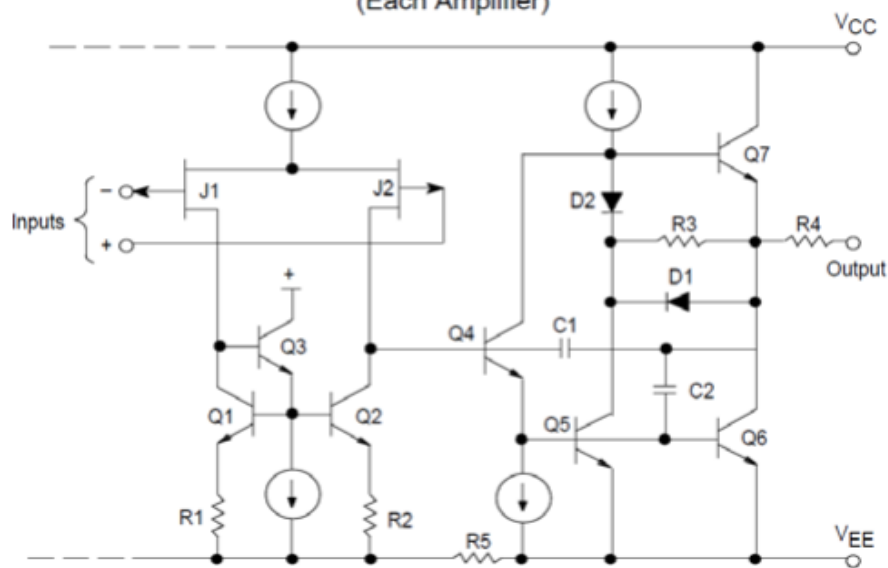 (Each Amplifier)
VCC
Q7
J1
J2
D2
Inputs
−
+
R3
R4
Output
+
D1
Q3
Q4
C1
C2
Q1
Q2
Q5
Q6
R1
R2
R5
VEE